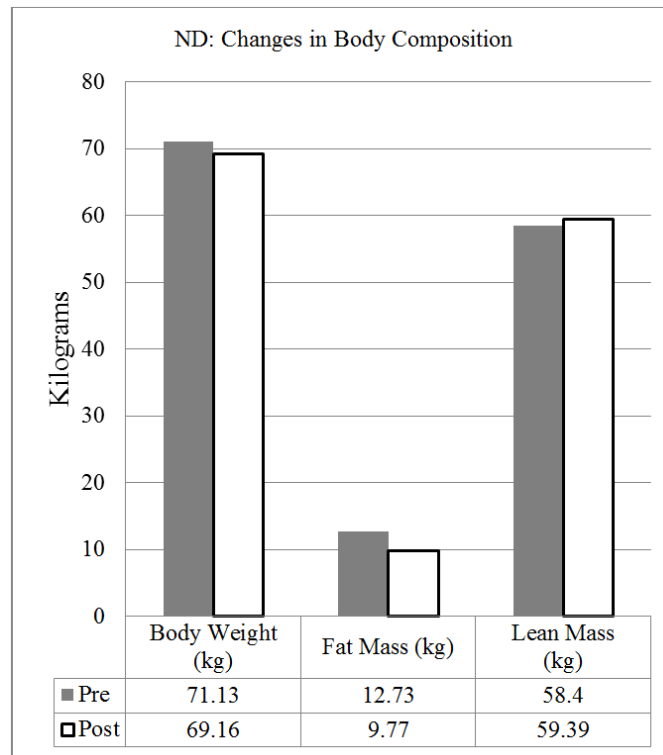 ND: Changes in Body Composition
Kilograms
80
70
60
50
40
30
20
10
0
Body Weight
(kg)
Fat Mass (kg)
Lean Mass
(kg)
Pre 71.13 12.73 58.4
Post 69.16 9.77 59.39